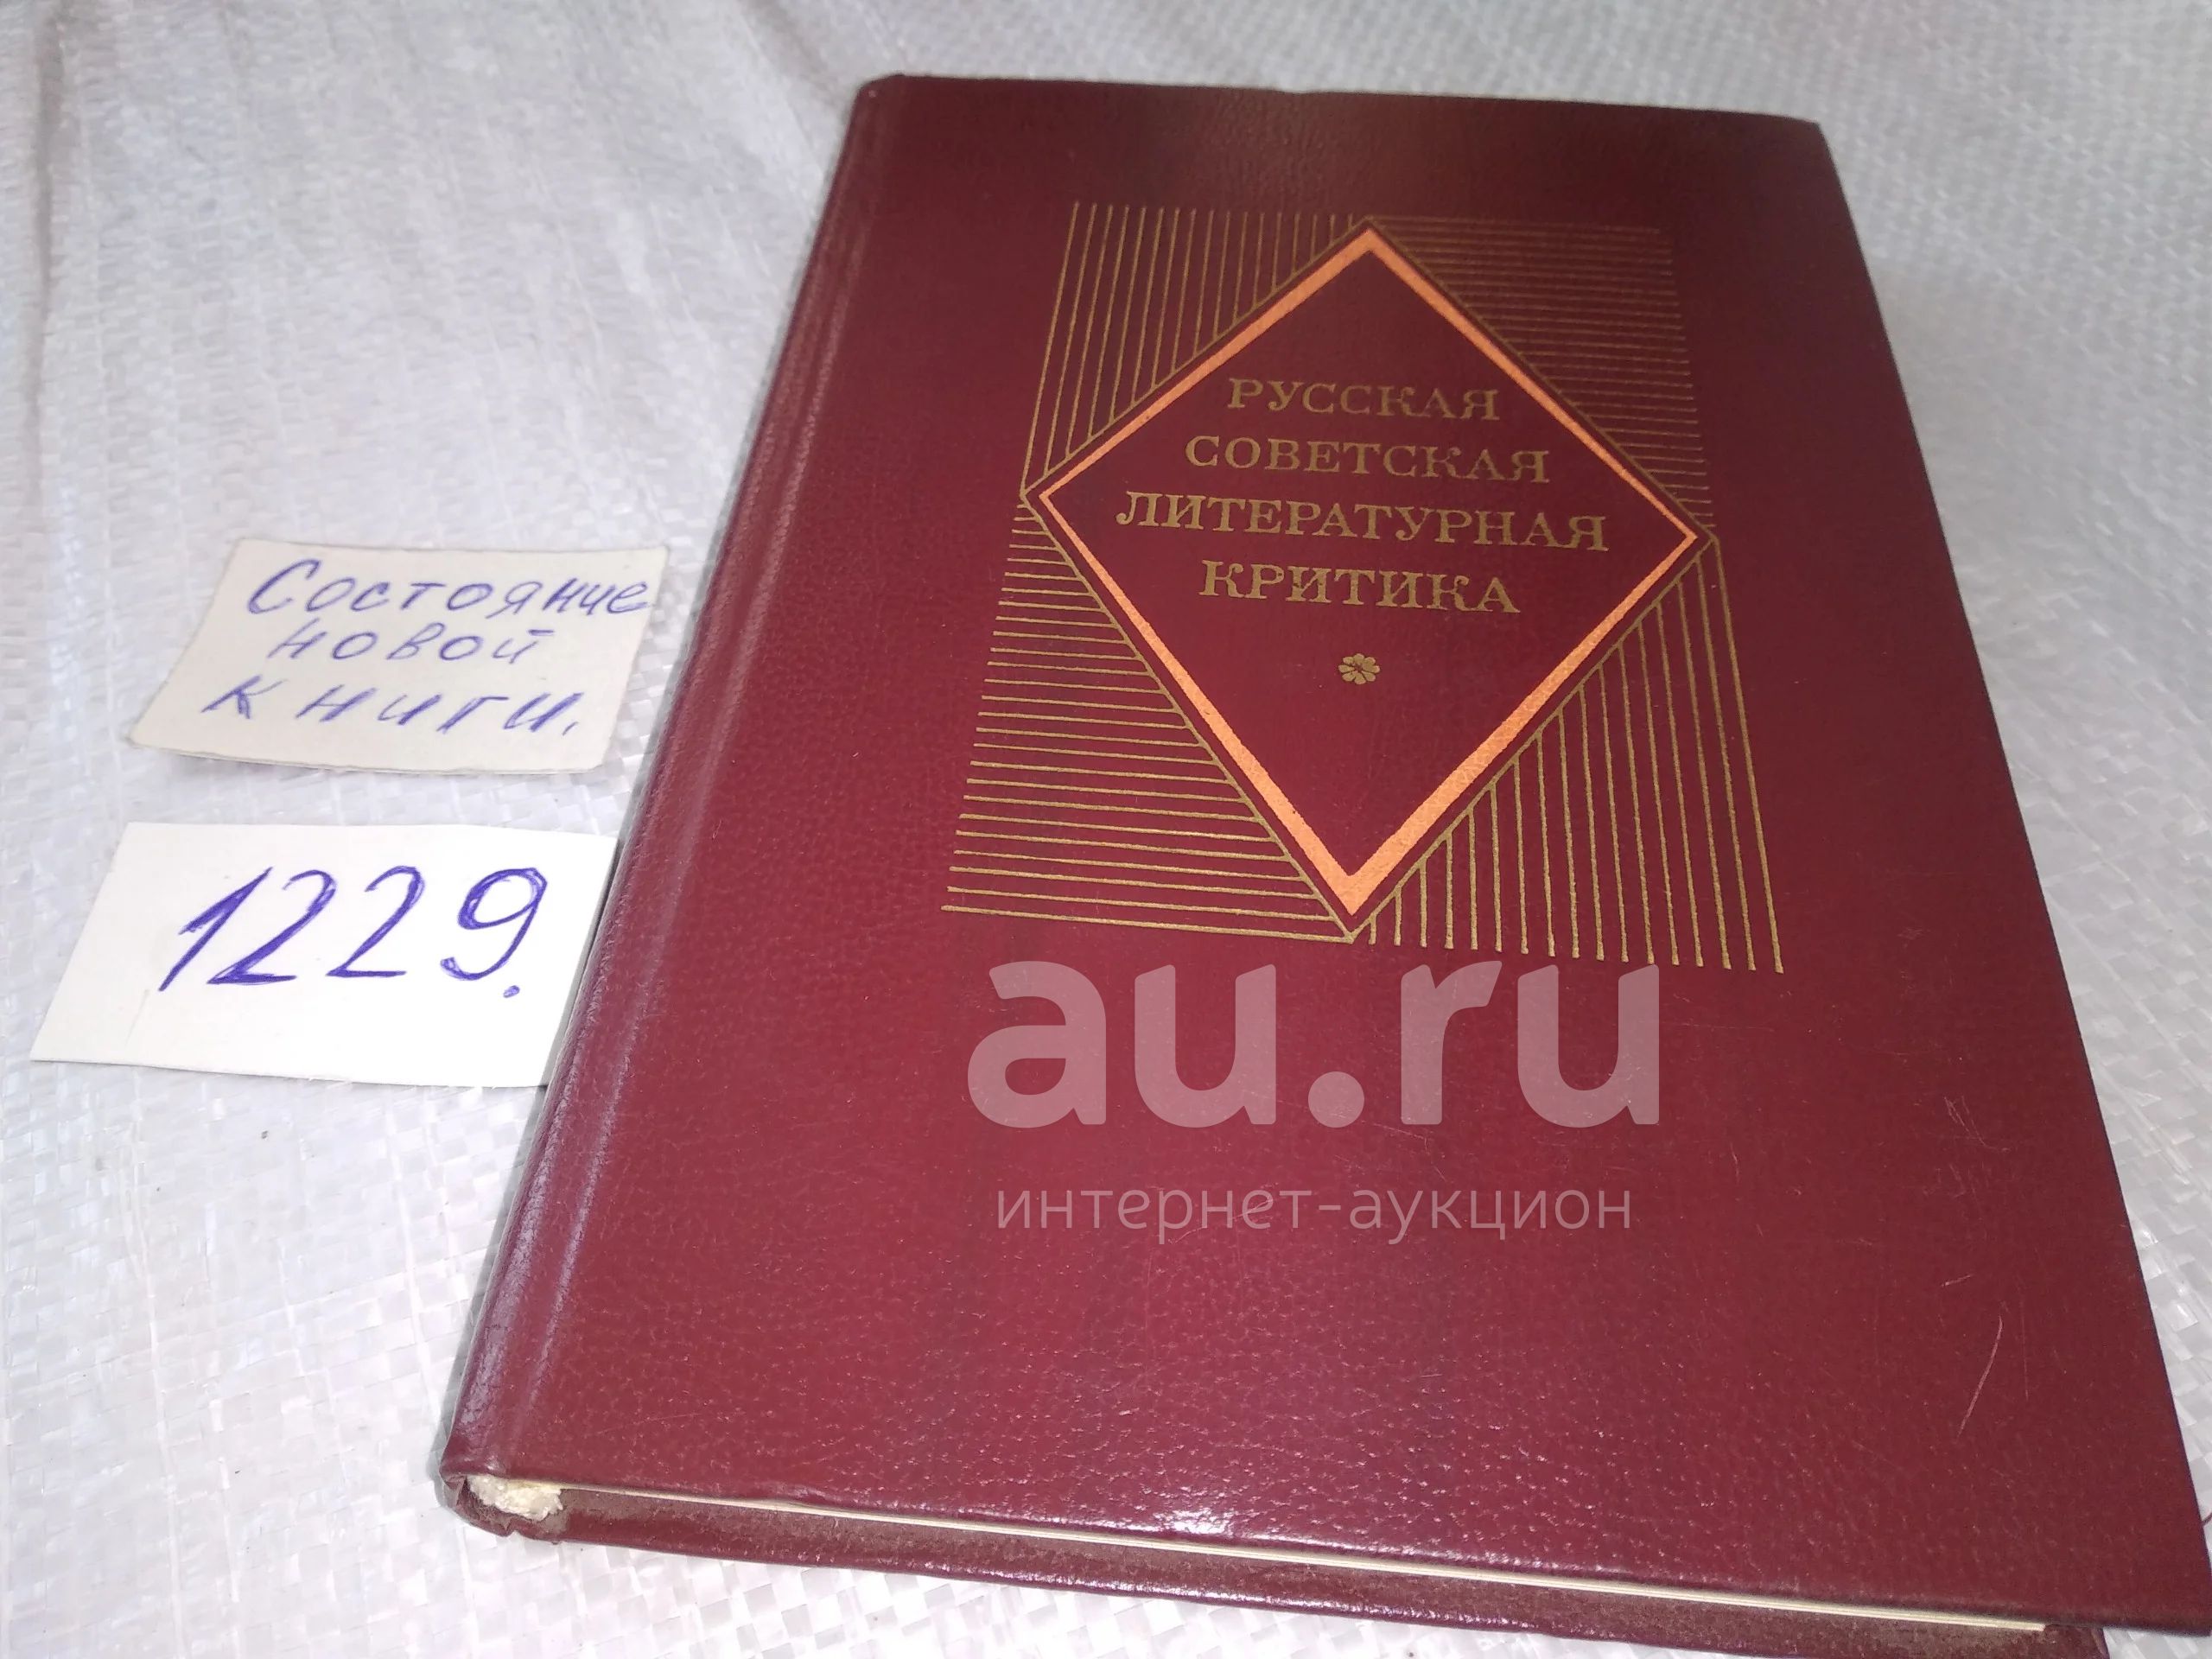 РУССКАЯ
СОВЕТСКАЯ
ЛИТЕРАТУРНАЯ
КРИТИКА
Состояние
новой
книги.
1229.
au.ru
интернет-аукцион